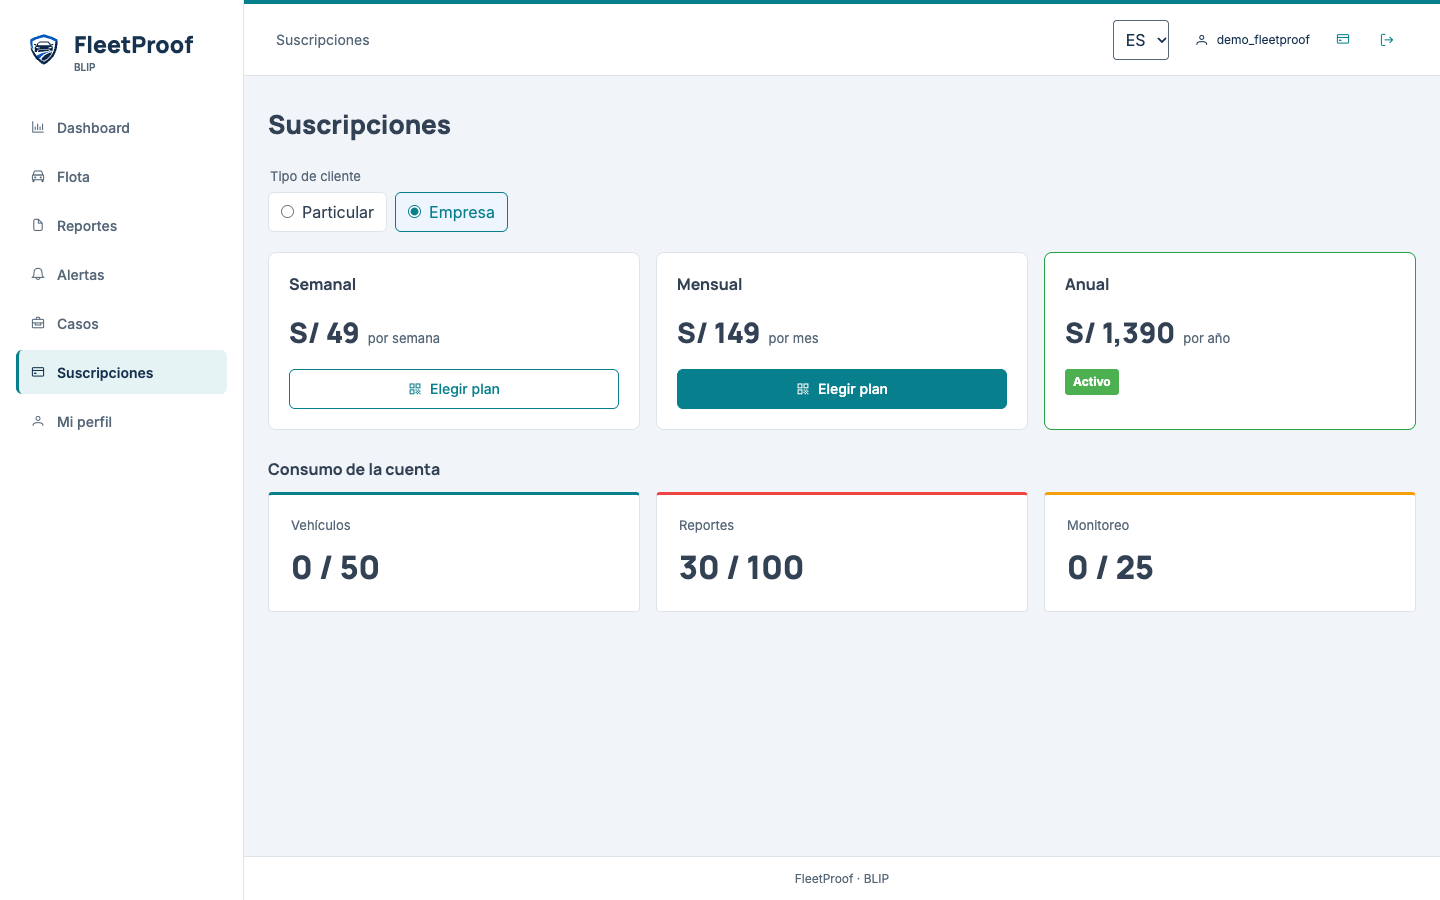 FleetProof
BLIP
Dashboard
Flota
Reportes
Alertas
Casos
Suscripciones
Mi perfil
Suscripciones
ES
demo_fleetproof
Suscripciones
Tipo de cliente
Particular
Empresa
Semanal
S/ 49 por semana
Elegir plan
Mensual
S/ 149 por mes
Elegir plan
Anual
S/ 1,390 por año
Activo
Consumo de la cuenta
Vehículos
0 / 50
Reportes
30 / 100
Monitoreo
0 / 25
FleetProof · BLIP